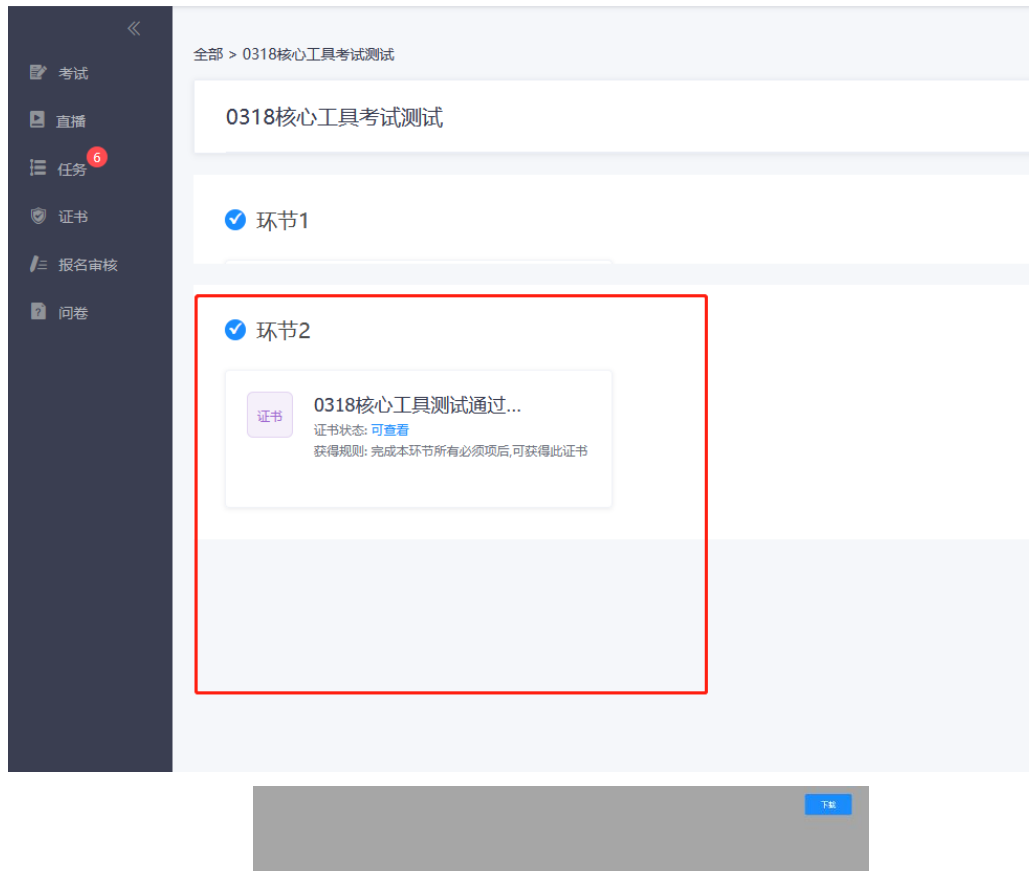 考试
直播
任务
6
证书
报名审核
问卷
全部 > 0318核心工具考试测试
0318核心工具考试测试
环节1
环节2
证书
0318核心工具测试通过...
证书状态: 可查看
获得规则: 完成本环节所有必须项后,可获得此证书
下载